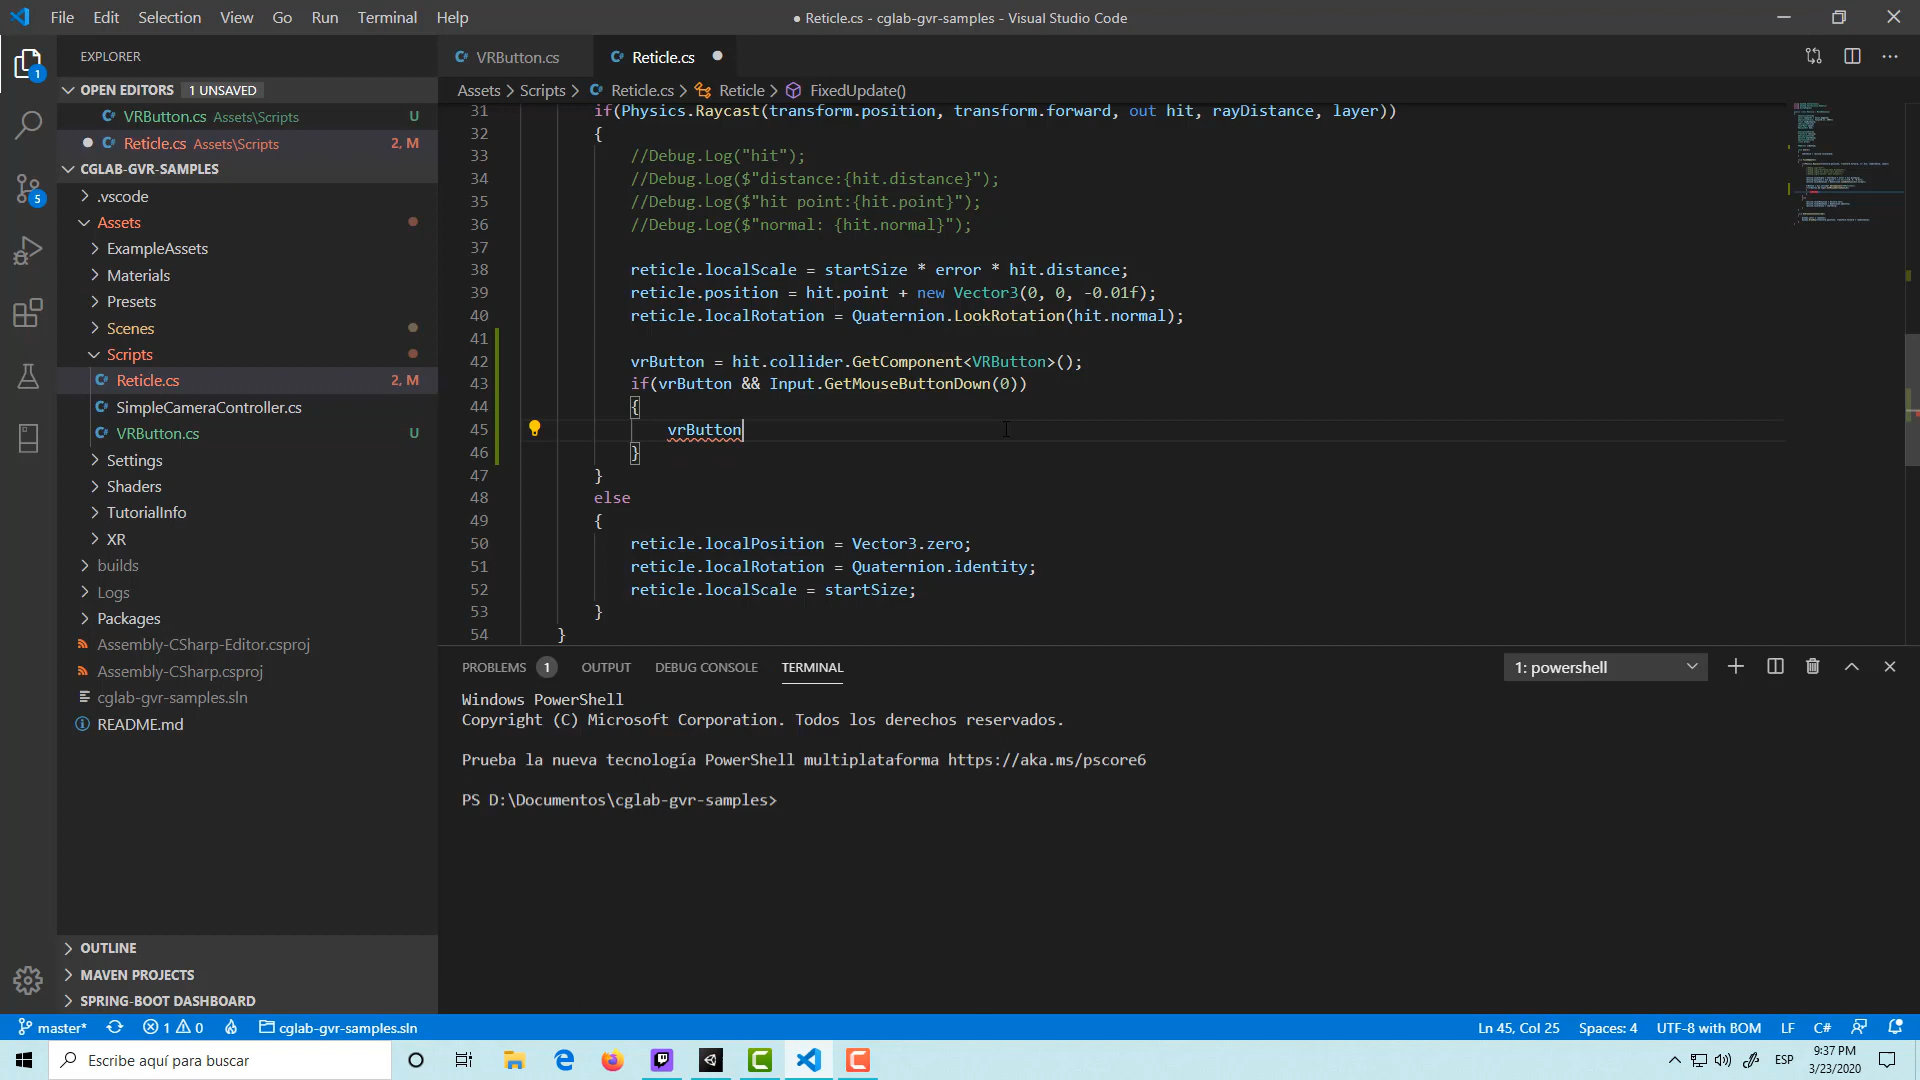 File Edit Selection View Go Run Terminal Help
● Reticle.cs - cglab-gvr-samples - Visual Studio Code
EXPLORER
OPEN EDITORS 1 UNSAVED
VRButton.cs Assets\Scripts U
Reticle.cs Assets\Scripts 2, M
CGLAB-GVR-SAMPLES
.vscode
Assets
ExampleAssets
Materials
Presets
Scenes
Scripts
Reticle.cs 2, M
SimpleCameraController.cs
VRButton.cs U
Settings
Shaders
TutorialInfo
XR
builds
Logs
Packages
Assembly-CSharp-Editor.csproj
Assembly-CSharp.csproj
cglab-gvr-samples.sln
README.md
OUTLINE
MAVEN PROJECTS
SPRING-BOOT DASHBOARD
1
5
VRButton.cs
Reticle.cs
Assets > Scripts > Reticle.cs > Reticle > FixedUpdate()
31 if(Physics.Raycast(transform.position, transform.forward, out hit, rayDistance, layer))
32 {
33 //Debug.Log("hit");
34 //Debug.Log($"distance:{hit.distance}");
35 //Debug.Log($"hit point:{hit.point}");
36 //Debug.Log($"normal: {hit.normal}");
37
38 reticle.localScale = startSize * error * hit.distance;
39 reticle.position = hit.point + new Vector3(0, 0, -0.01f);
40 reticle.localRotation = Quaternion.LookRotation(hit.normal);
41
42 vrButton = hit.collider.GetComponent<VRButton>();
43 if(vrButton && Input.GetMouseButtonDown(0))
44 {
45 vrButton
46 }
47 }
48 else
49 {
50 reticle.localPosition = Vector3.zero;
51 reticle.localRotation = Quaternion.identity;
52 reticle.localScale = startSize;
53 }
54 }
PROBLEMS 1 OUTPUT DEBUG CONSOLE TERMINAL
1: powershell
Windows PowerShell
Copyright (C) Microsoft Corporation. Todos los derechos reservados.
Prueba la nueva tecnología PowerShell multiplataforma https://aka.ms/pscore6
PS D:\Documentos\cglab-gvr-samples>
master* 1 0 cglab-gvr-samples.sln
Ln 45, Col 25 Spaces: 4 UTF-8 with BOM LF C#
Escribe aquí para buscar
ESP
9:37 PM
3/23/2020